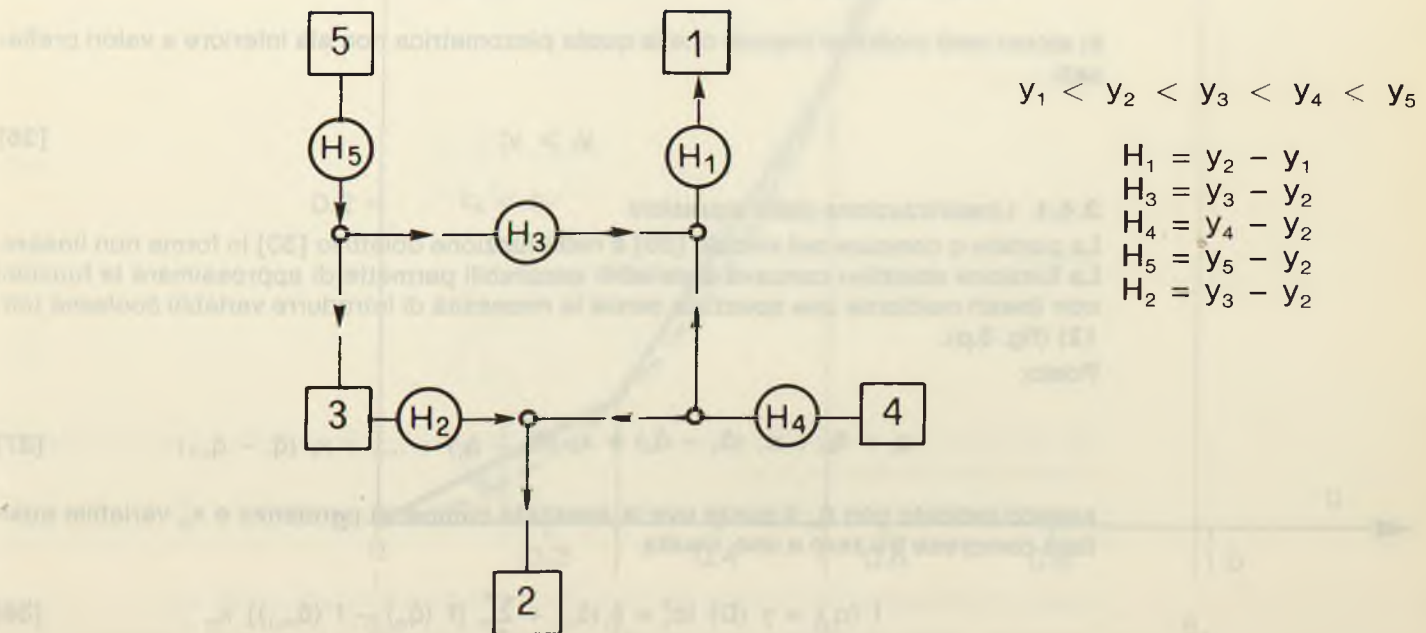 5
1
y₁ < y₂ < y₃ < y₄ < y₅
H₅
H₁
H₁ = y₂ − y₁
H₃ = y₃ − y₂
H₄ = y₄ − y₂
H₅ = y₅ − y₂
H₂ = y₃ − y₂
H₃
3
H₂
H₄
4
2